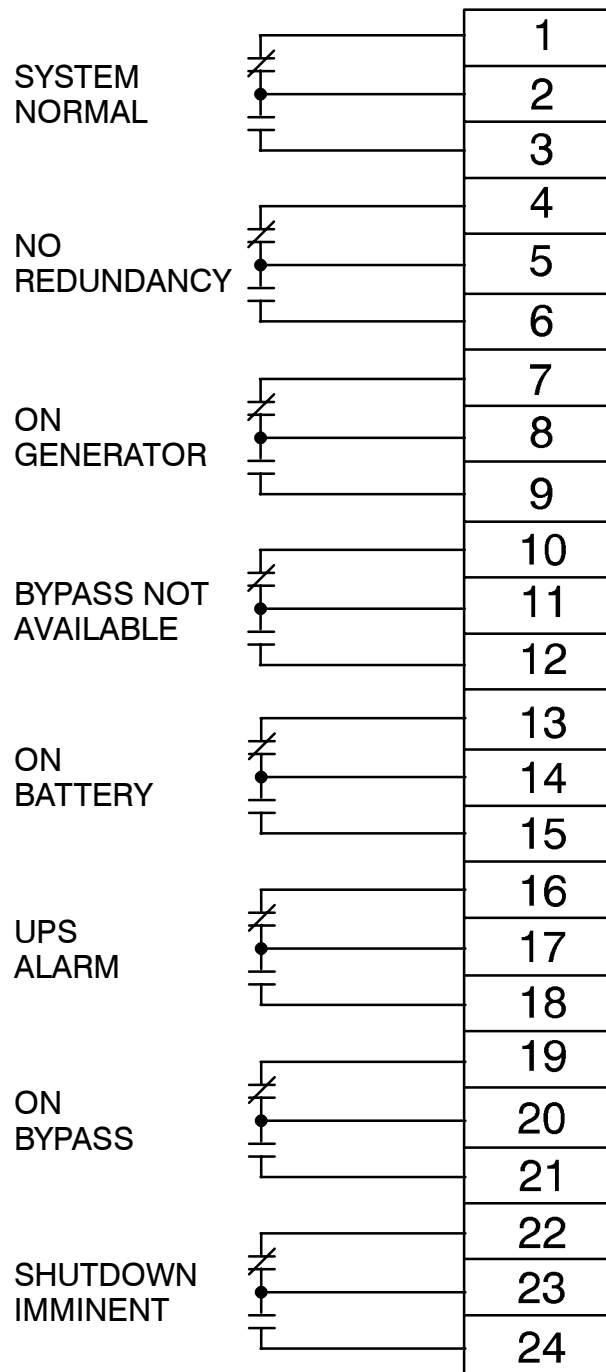 1
SYSTEM
NORMAL
2
3
4
NO
REDUNDANCY
5
6
7
ON
GENERATOR
8
9
10
BYPASS NOT
AVAILABLE
11
12
13
ON
BATTERY
14
15
16
UPS
ALARM
17
18
19
ON
BYPASS
20
21
22
SHUTDOWN
IMMINENT
23
24